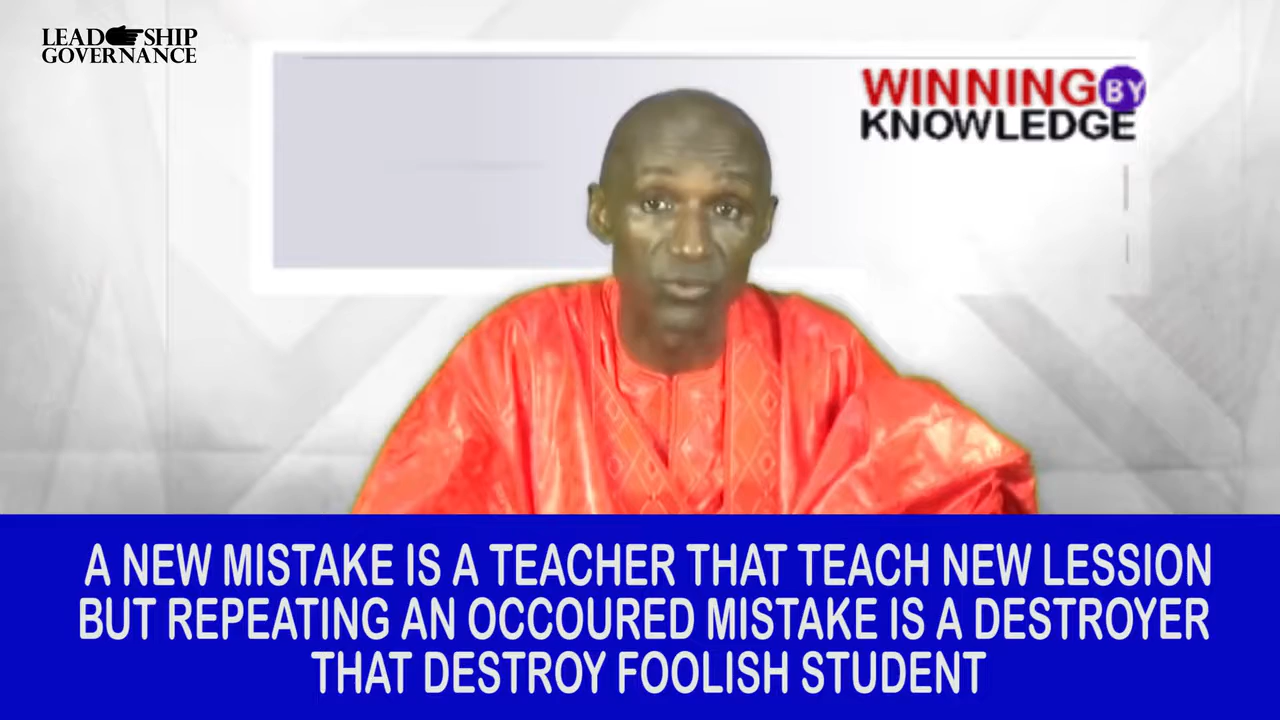 LEADSHIP
GOVERNANCE
WINNING BY
KNOWLEDGE
A NEW MISTAKE IS A TEACHER THAT TEACH NEW LESSION
BUT REPEATING AN OCCOURED MISTAKE IS A DESTROYER
THAT DESTROY FOOLISH STUDENT